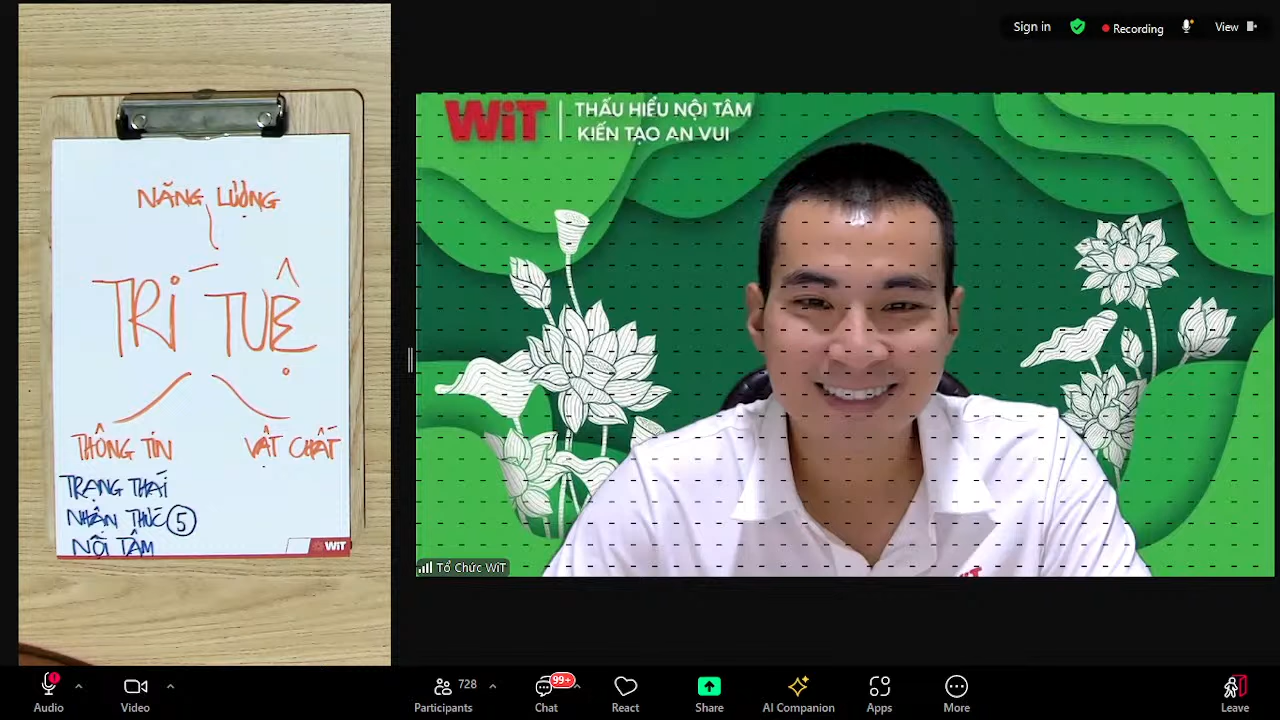 Sign in
Recording
View
NĂNG LƯỢNG
TRÍ TUỆ
THÔNG TIN
VẬT CHẤT
TRẠNG THÁI
NHẬN THỨC 5
NỘI TÂM
WiT
WiT
THẤU HIỂU NỘI TÂM
KIẾN TẠO AN VUI
Tổ Chức WiT
Audio
Video
728
Participants
99+
Chat
React
Share
AI Companion
Apps
More
Leave